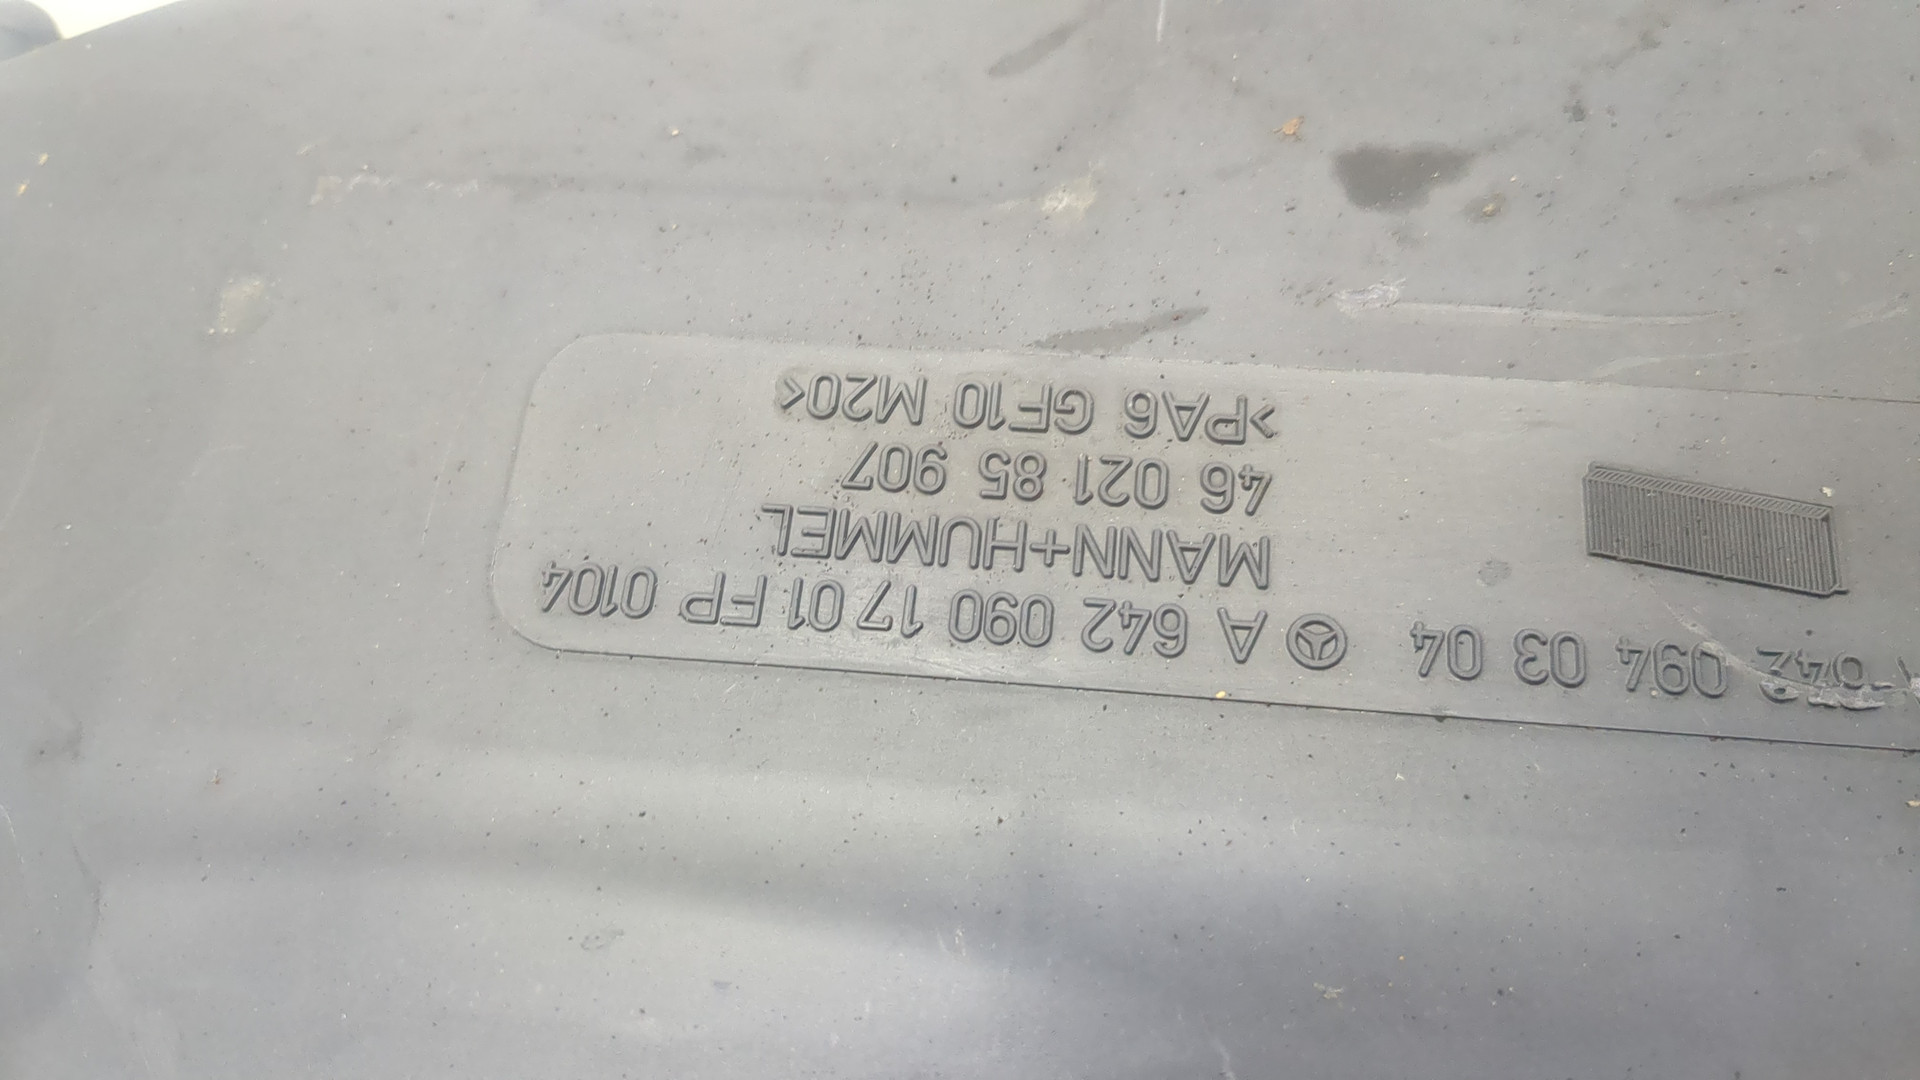 642 094 03 04 A 642 090 17 01 FP 0104
MANN+HUMMEL
46 021 85 907
>PA6 GF10 M20<